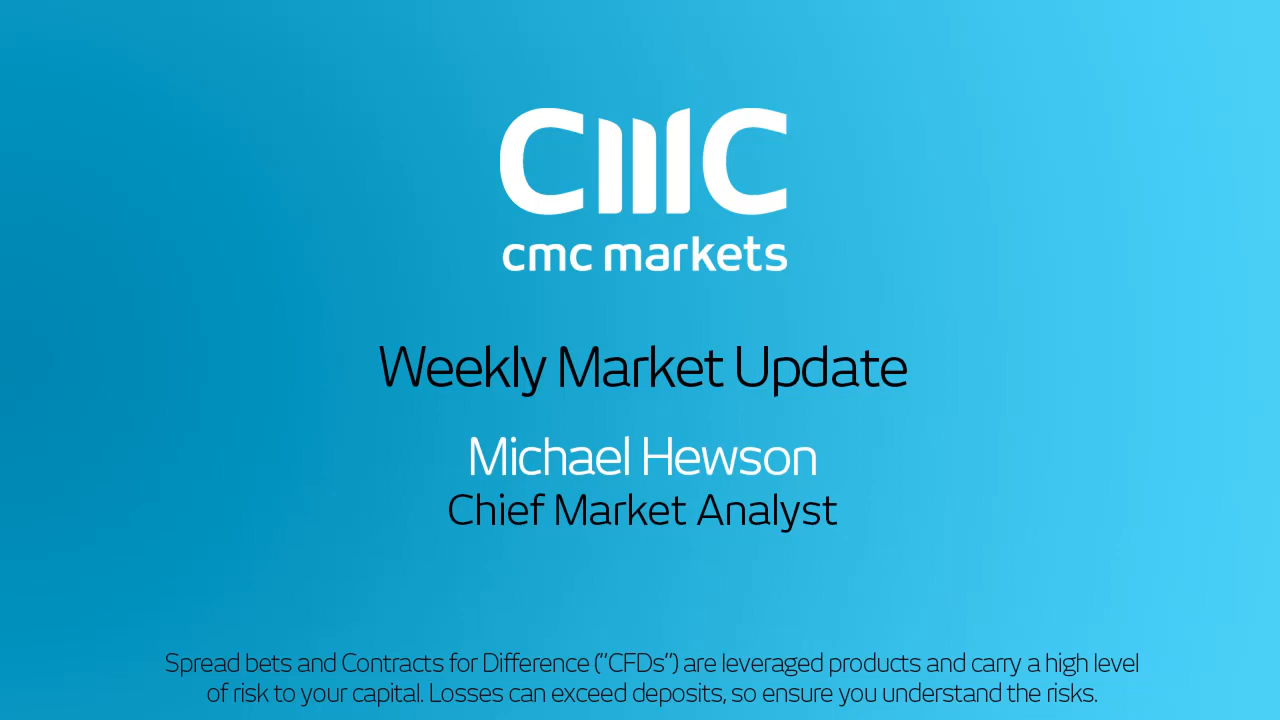 CMC
cmc markets
Weekly Market Update
Michael Hewson
Chief Market Analyst
Spread bets and Contracts for Difference (”CFDs”) are leveraged products and carry a high level
of risk to your capital. Losses can exceed deposits, so ensure you understand the risks.